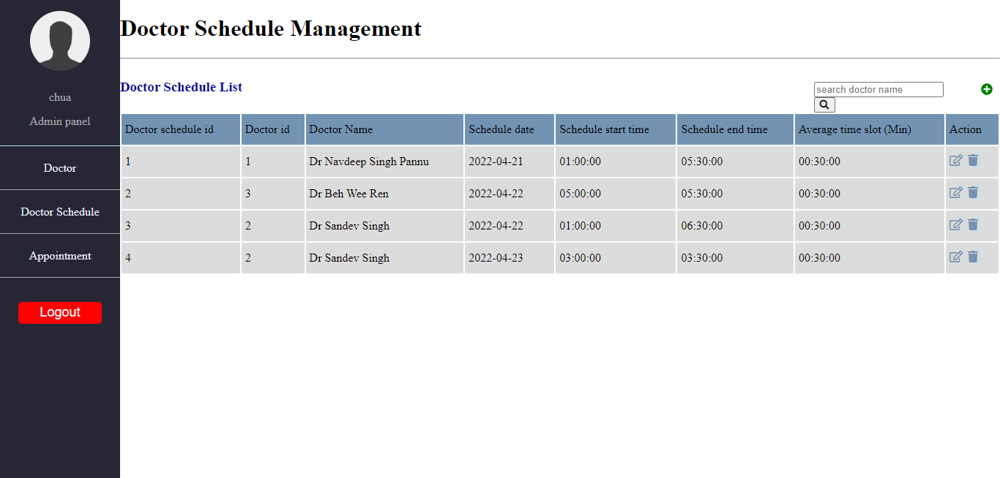 Doctor Schedule Management
chua
Admin panel
Doctor
Doctor Schedule
Appointment
Logout
Doctor Schedule List
search doctor name
Doctor schedule id Doctor id Doctor Name Schedule date Schedule start time Schedule end time Average time slot (Min) Action
1 1 Dr Navdeep Singh Pannu 2022-04-21 01:00:00 05:30:00 00:30:00
2 3 Dr Beh Wee Ren 2022-04-22 05:00:00 05:30:00 00:30:00
3 2 Dr Sandev Singh 2022-04-22 01:00:00 06:30:00 00:30:00
4 2 Dr Sandev Singh 2022-04-23 03:00:00 03:30:00 00:30:00